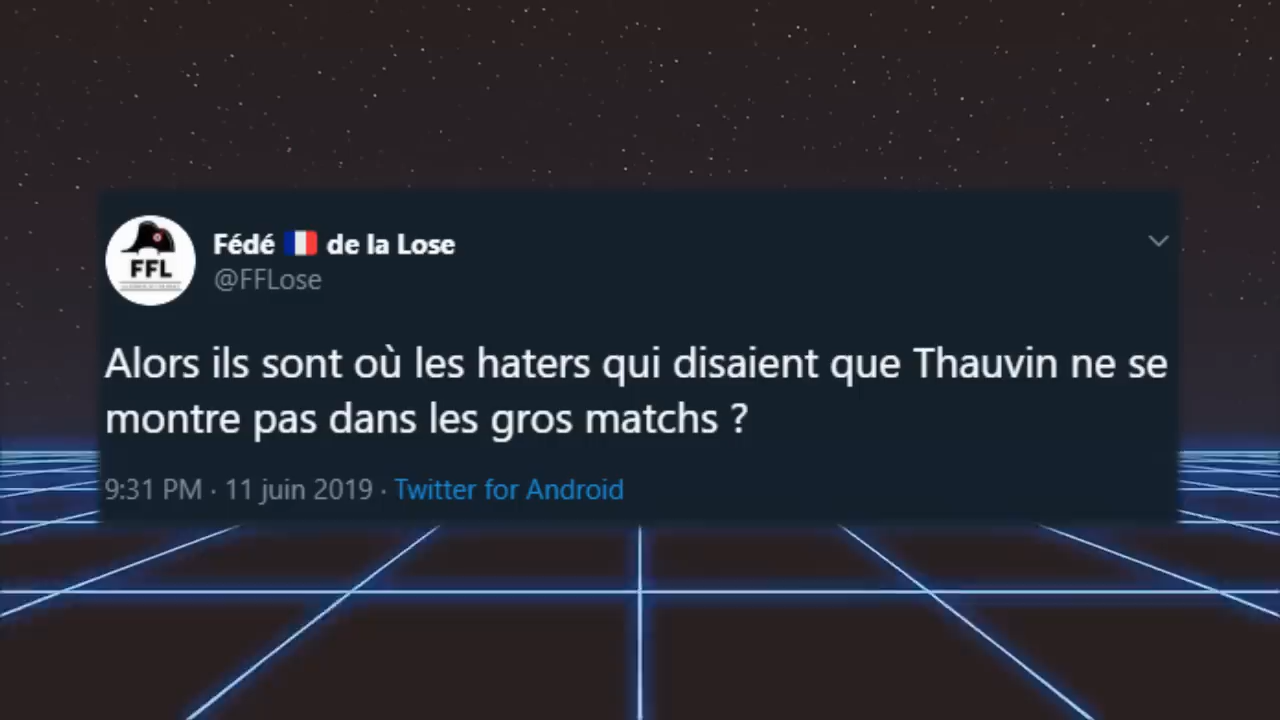 Fédé 🇫🇷 de la Lose
@FFLose
FFL
Alors ils sont où les haters qui disaient que Thauvin ne se
montre pas dans les gros matchs ?
9:31 PM · 11 juin 2019 · Twitter for Android